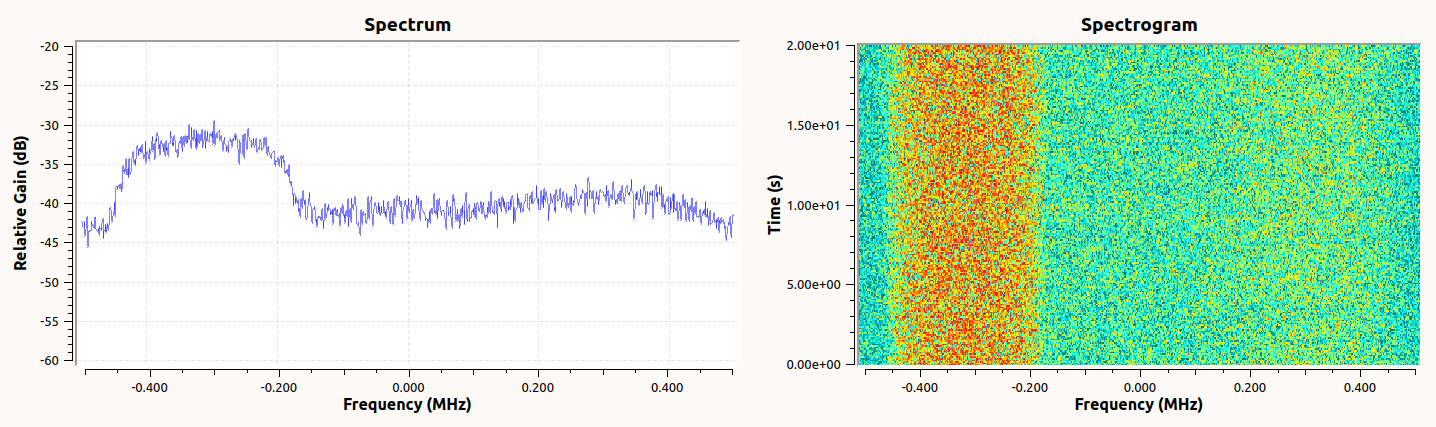 Spectrum
-20
-25
-30
-35
-40
-45
-50
-55
-60
Relative Gain (dB)
-0.400 -0.200 0.000 0.200 0.400
Frequency (MHz)
Spectrogram
2.00e+01
1.50e+01
1.00e+01
5.00e+00
0.00e+00
Time (s)
-0.400 -0.200 0.000 0.200 0.400
Frequency (MHz)